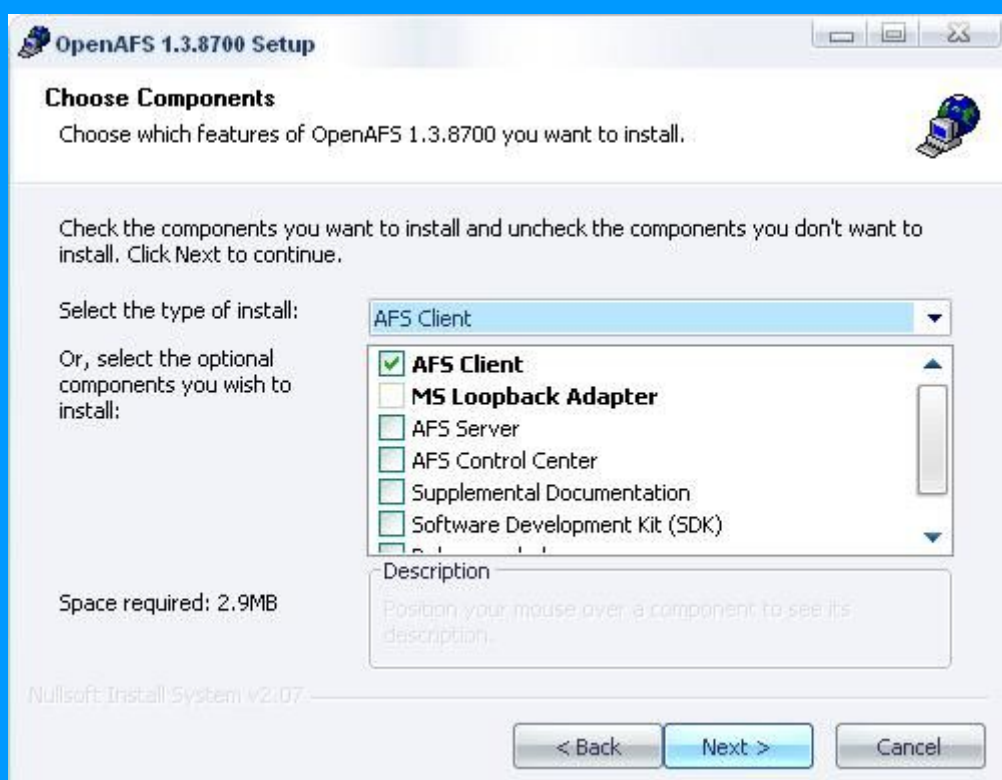 OpenAFS 1.3.8700 Setup
Choose Components
Choose which features of OpenAFS 1.3.8700 you want to install.
Check the components you want to install and uncheck the components you don't want to
install. Click Next to continue.
Select the type of install:
AFS Client
Or, select the optional
components you wish to
install:
AFS Client
MS Loopback Adapter
AFS Server
AFS Control Center
Supplemental Documentation
Software Development Kit (SDK)
Space required: 2.9MB
Description
Position your mouse over a component to see its
description.
Nullsoft Install System v2.07
< Back
Next >
Cancel